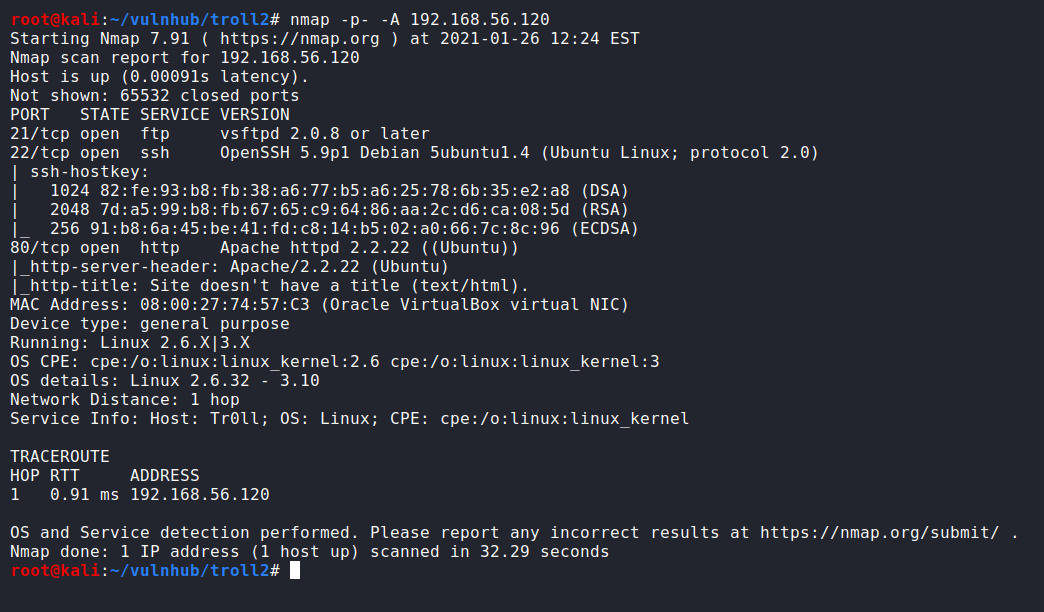 root@kali:~/vulnhub/troll2# nmap -p- -A 192.168.56.120
Starting Nmap 7.91 ( https://nmap.org ) at 2021-01-26 12:24 EST
Nmap scan report for 192.168.56.120
Host is up (0.00091s latency).
Not shown: 65532 closed ports
PORT   STATE SERVICE VERSION
21/tcp open  ftp     vsftpd 2.0.8 or later
22/tcp open  ssh     OpenSSH 5.9p1 Debian 5ubuntu1.4 (Ubuntu Linux; protocol 2.0)
| ssh-hostkey:
|   1024 82:fe:93:b8:fb:38:a6:77:b5:a6:25:78:6b:35:e2:a8 (DSA)
|   2048 7d:a5:99:b8:fb:67:65:c9:64:86:aa:2c:d6:ca:08:5d (RSA)
|_  256 91:b8:6a:45:be:41:fd:c8:14:b5:02:a0:66:7c:8c:96 (ECDSA)
80/tcp open  http    Apache httpd 2.2.22 ((Ubuntu))
|_http-server-header: Apache/2.2.22 (Ubuntu)
|_http-title: Site doesn't have a title (text/html).
MAC Address: 08:00:27:74:57:C3 (Oracle VirtualBox virtual NIC)
Device type: general purpose
Running: Linux 2.6.X|3.X
OS CPE: cpe:/o:linux:linux_kernel:2.6 cpe:/o:linux:linux_kernel:3
OS details: Linux 2.6.32 - 3.10
Network Distance: 1 hop
Service Info: Host: Tr0ll; OS: Linux; CPE: cpe:/o:linux:linux_kernel

TRACEROUTE
HOP RTT     ADDRESS
1   0.91 ms 192.168.56.120

OS and Service detection performed. Please report any incorrect results at https://nmap.org/submit/ .
Nmap done: 1 IP address (1 host up) scanned in 32.29 seconds
root@kali:~/vulnhub/troll2#